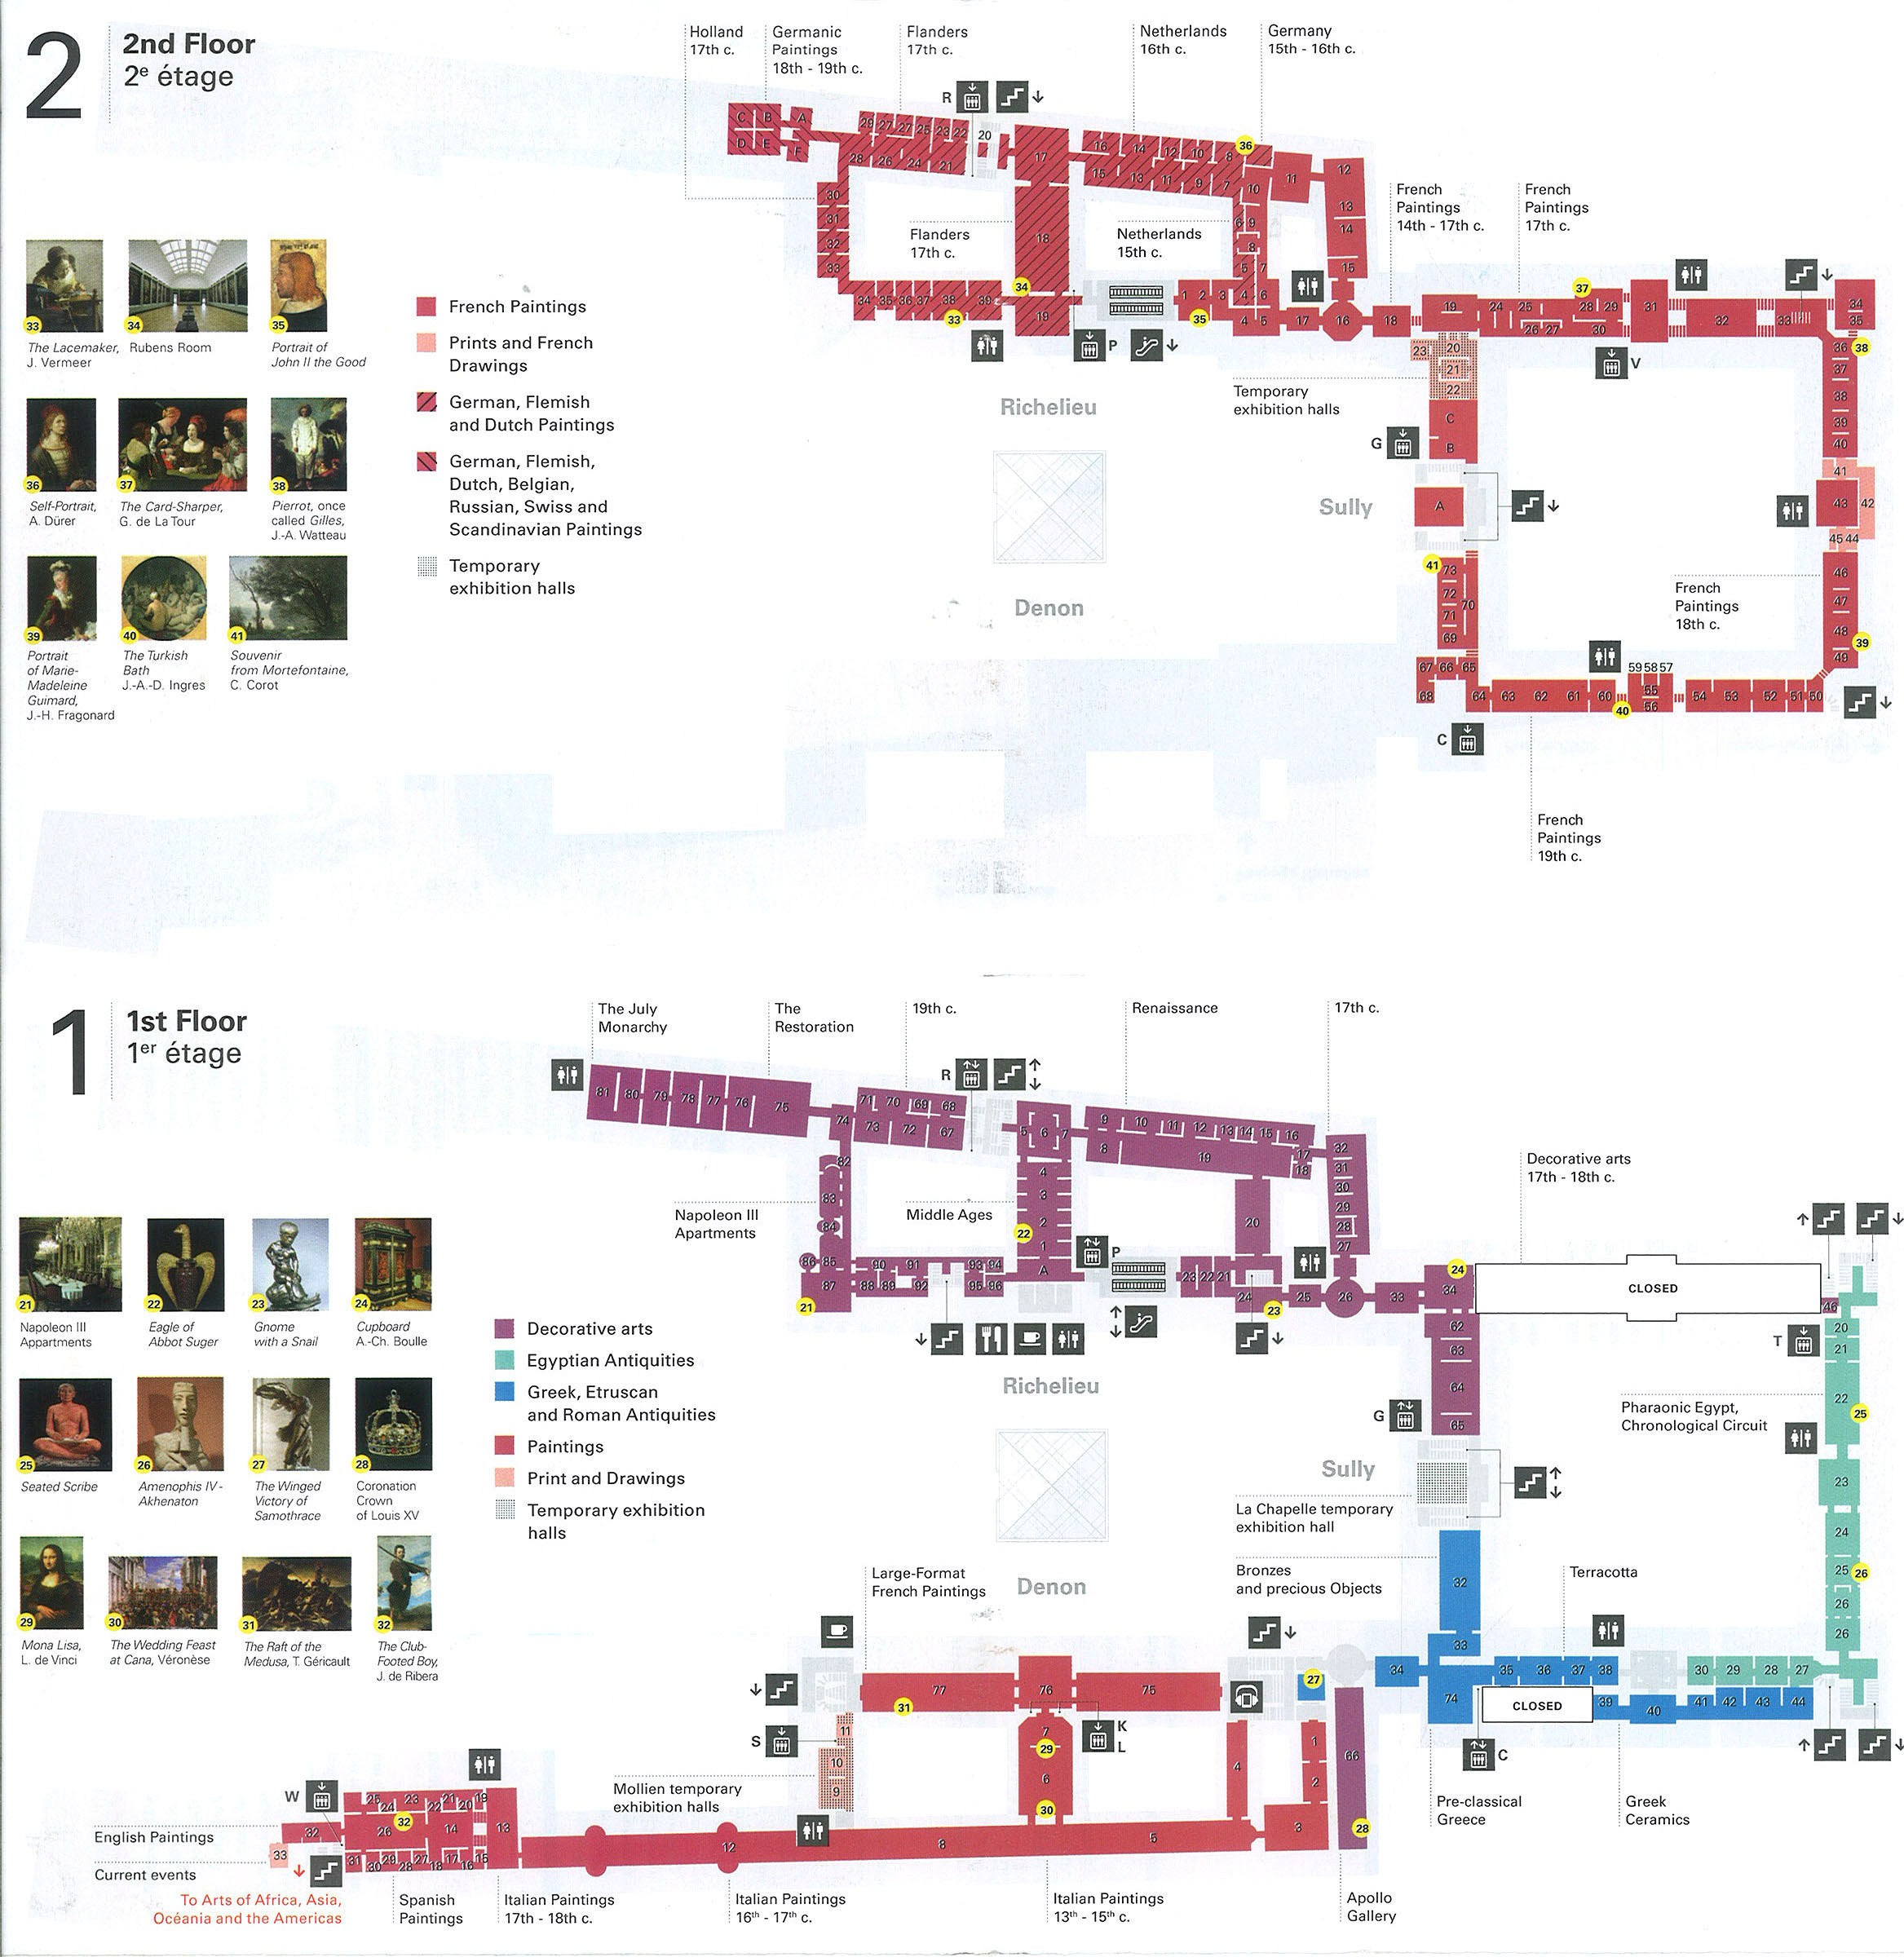 2
2nd Floor
2e étage
Holland
17th c.
Germanic
Paintings
18th - 19th c.
Flanders
17th c.
Netherlands
16th c.
Germany
15th - 16th c.
R
C B A
D E F
29 27 27 25 23 22 20
28 26 24 21
17
16 14 12 10 8 36
15 13 11 9 7 10 11 12
30
31
32
33
13
14
15
6 9
8
5 7
French
Paintings
14th - 17th c.
French
Paintings
17th c.
Flanders
17th c.
18
Netherlands
15th c.
34 35 36 37 38 39
34
33
19
1 2 3 4 6
35
4 5 17 16 18
P
19 24 25 28 29
37
26 27 30
31 32 33 34
35
V
23 20
21
22
Temporary
exhibition halls
C
B
G
A
36 38
37
38
39
40
41
43 42
45 44
46
47
48
39
49
41
73
72
70
71
69
67 66 65
68
64 63 62 61 60
40
59 58 57
55
56
54 53 52 51 50
C
French
Paintings
18th c.
French
Paintings
19th c.
Richelieu
Sully
Denon
33
The Lacemaker,
J. Vermeer
34
Rubens Room
35
Portrait of
John II the Good
36
Self-Portrait,
A. Dürer
37
The Card-Sharper,
G. de La Tour
38
Pierrot, once
called Gilles,
J.-A. Watteau
39
Portrait
of Marie-
Madeleine
Guimard,
J.-H. Fragonard
40
The Turkish
Bath
J.-A.-D. Ingres
41
Souvenir
from Mortefontaine,
C. Corot
French Paintings
Prints and French
Drawings
German, Flemish
and Dutch Paintings
German, Flemish,
Dutch, Belgian,
Russian, Swiss and
Scandinavian Paintings
Temporary
exhibition halls
1
1st Floor
1er étage
The July
Monarchy
The
Restoration
19th c.
Renaissance
17th c.
R
81 80 79 78 77 76 75
74 71 70 69 68
73 72 67
5 6 7
9 10 11 12 13 14 15 16
8 19 17
18
32
31
30
29
28
27
82
83
84
86 85
87
21
90 91 93 94
88 89 92 95 96
4
3
2
22
1
A
20
23 22 21
24 23
25 26 33 34
24
Napoleon III
Apartments
Middle Ages
P
Decorative arts
17th - 18th c.
CLOSED
46
62
63
64
65
G
T
20
21
22
25
23
24
25 26
26
26
Pharaonic Egypt,
Chronological Circuit
Richelieu
Sully
Denon
La Chapelle temporary
exhibition hall
Bronzes
and precious Objects
Terracotta
32
33
34 35 36 37 38
30 29 28 27
74
CLOSED
39 40 41 42 43 44
C
Pre-classical
Greece
Greek
Ceramics
Large-Format
French Paintings
77
31
76 75
27
S
11
10
9
7
29
6
30
K
L
4
1
2
3
66
28
Mollien temporary
exhibition halls
W
English Paintings
Current events
32
33
25 24 23 22 21 20 19
26 32 14 13
31 30 29 28 27 18 17 16 15
12 8 5
To Arts of Africa, Asia,
Océania and the Americas
Spanish
Paintings
Italian Paintings
17th - 18th c.
Italian Paintings
16th - 17th c.
Italian Paintings
13th - 15th c.
Apollo
Gallery
21
Napoleon III
Appartments
22
Eagle of
Abbot Suger
23
Gnome
with a Snail
24
Cupboard
A.-Ch. Boulle
25
Seated Scribe
26
Amenophis IV -
Akhenaton
27
The Winged
Victory of
Samothrace
28
Coronation
Crown
of Louis XV
29
Mona Lisa,
L. de Vinci
30
The Wedding Feast
at Cana, Véronèse
31
The Raft of the
Medusa, T. Géricault
32
The Club-
Footed Boy,
J. de Ribera
Decorative arts
Egyptian Antiquities
Greek, Etruscan
and Roman Antiquities
Paintings
Print and Drawings
Temporary exhibition
halls